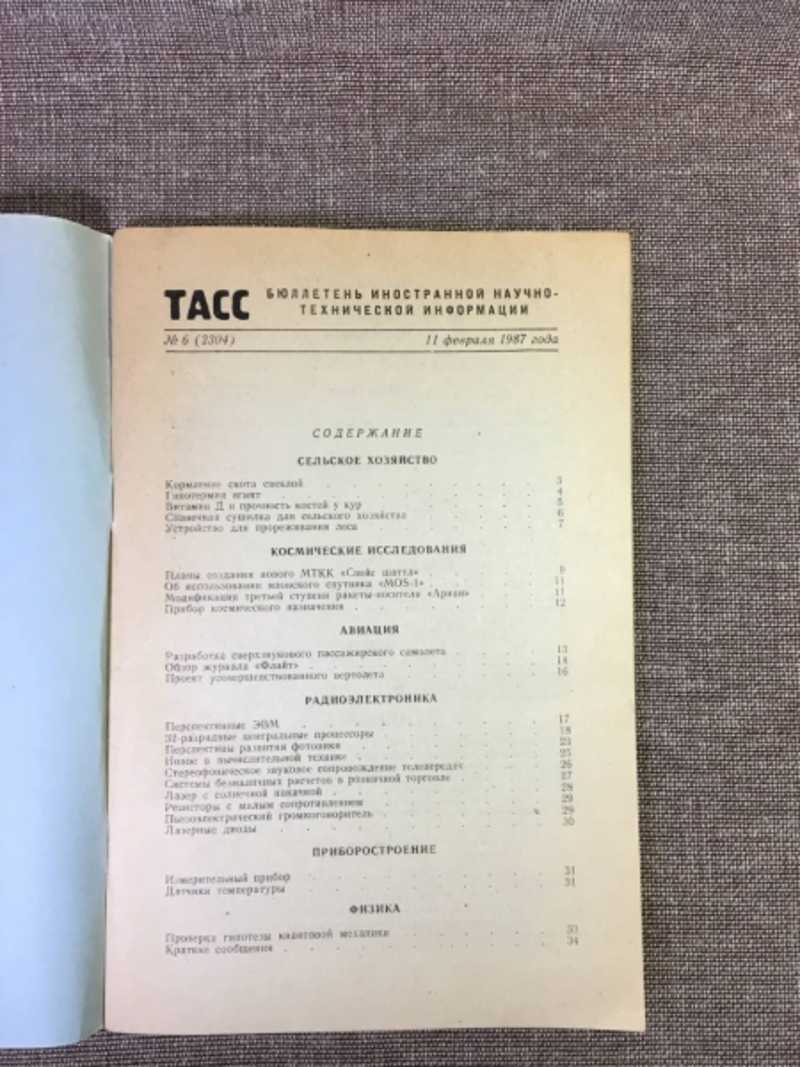 ТАСС
БЮЛЛЕТЕНЬ ИНОСТРАННОЙ НАУЧНО-
ТЕХНИЧЕСКОЙ ИНФОРМАЦИИ
№ 6 (2304) 11 февраля 1987 года
СОДЕРЖАНИЕ
СЕЛЬСКОЕ ХОЗЯЙСТВО
Кормление скота свеклой 3
Гипотермия ягнят 4
Витамин Д и прочность костей у кур 5
Солнечная сушилка для сельского хозяйства 6
Устройство для прореживания леса 7
КОСМИЧЕСКИЕ ИССЛЕДОВАНИЯ
Планы создания нового МТКК «Спейс шаттл» 9
Об использовании японского спутника «MOS-1» 11
Модификация третьей ступени ракеты-носителя «Ариан» 11
Прибор космического назначения 12
АВИАЦИЯ
Разработка сверхзвукового пассажирского самолета 13
Обзор журнала «Флайт» 14
Проект усовершенствованного вертолета 16
РАДИОЭЛЕКТРОНИКА
Перспективные ЭВМ 17
32-разрядные центральные процессоры 18
Перспективы развития фотоники 23
Новое в вычислительной технике 25
Стереофоническое звуковое сопровождение телепередач 26
Системы безналичных расчетов в розничной торговле 27
Лазер с солнечной накачкой 28
Резисторы с малым сопротивлением 29
Пьезоэлектрический громкоговоритель 29
Лазерные диоды 30
ПРИБОРОСТРОЕНИЕ
Измерительный прибор 31
Датчики температуры 31
ФИЗИКА
Проверка гипотезы квантовой механики 33
Краткие сообщения 34